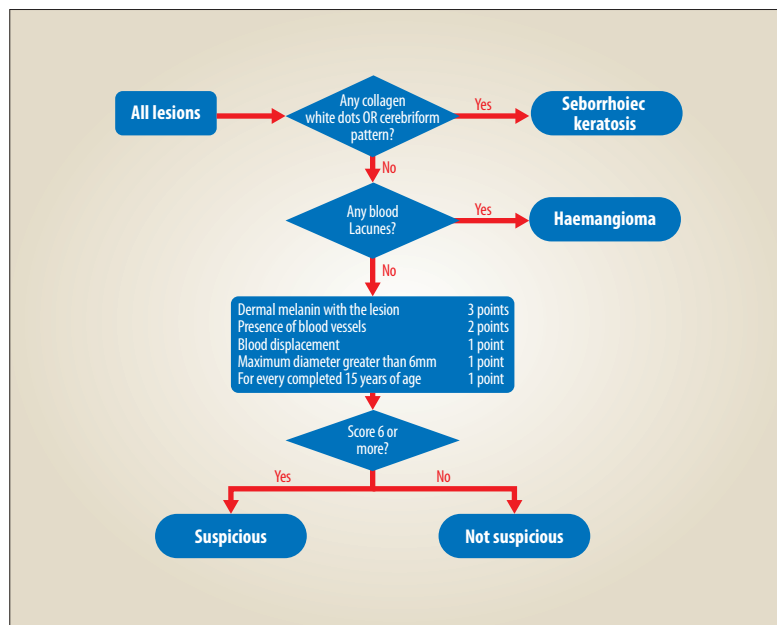 All lesions
Any collagen
white dots OR cerebriform
pattern?
Yes
Seborrhoiec
keratosis
No
Any blood
Lacunes?
Yes
Haemangioma
No
Dermal melanin with the lesion 3 points
Presence of blood vessels 2 points
Blood displacement 1 point
Maximum diameter greater than 6mm 1 point
For every completed 15 years of age 1 point
Score 6 or
more?
Yes No
Suspicious Not suspicious